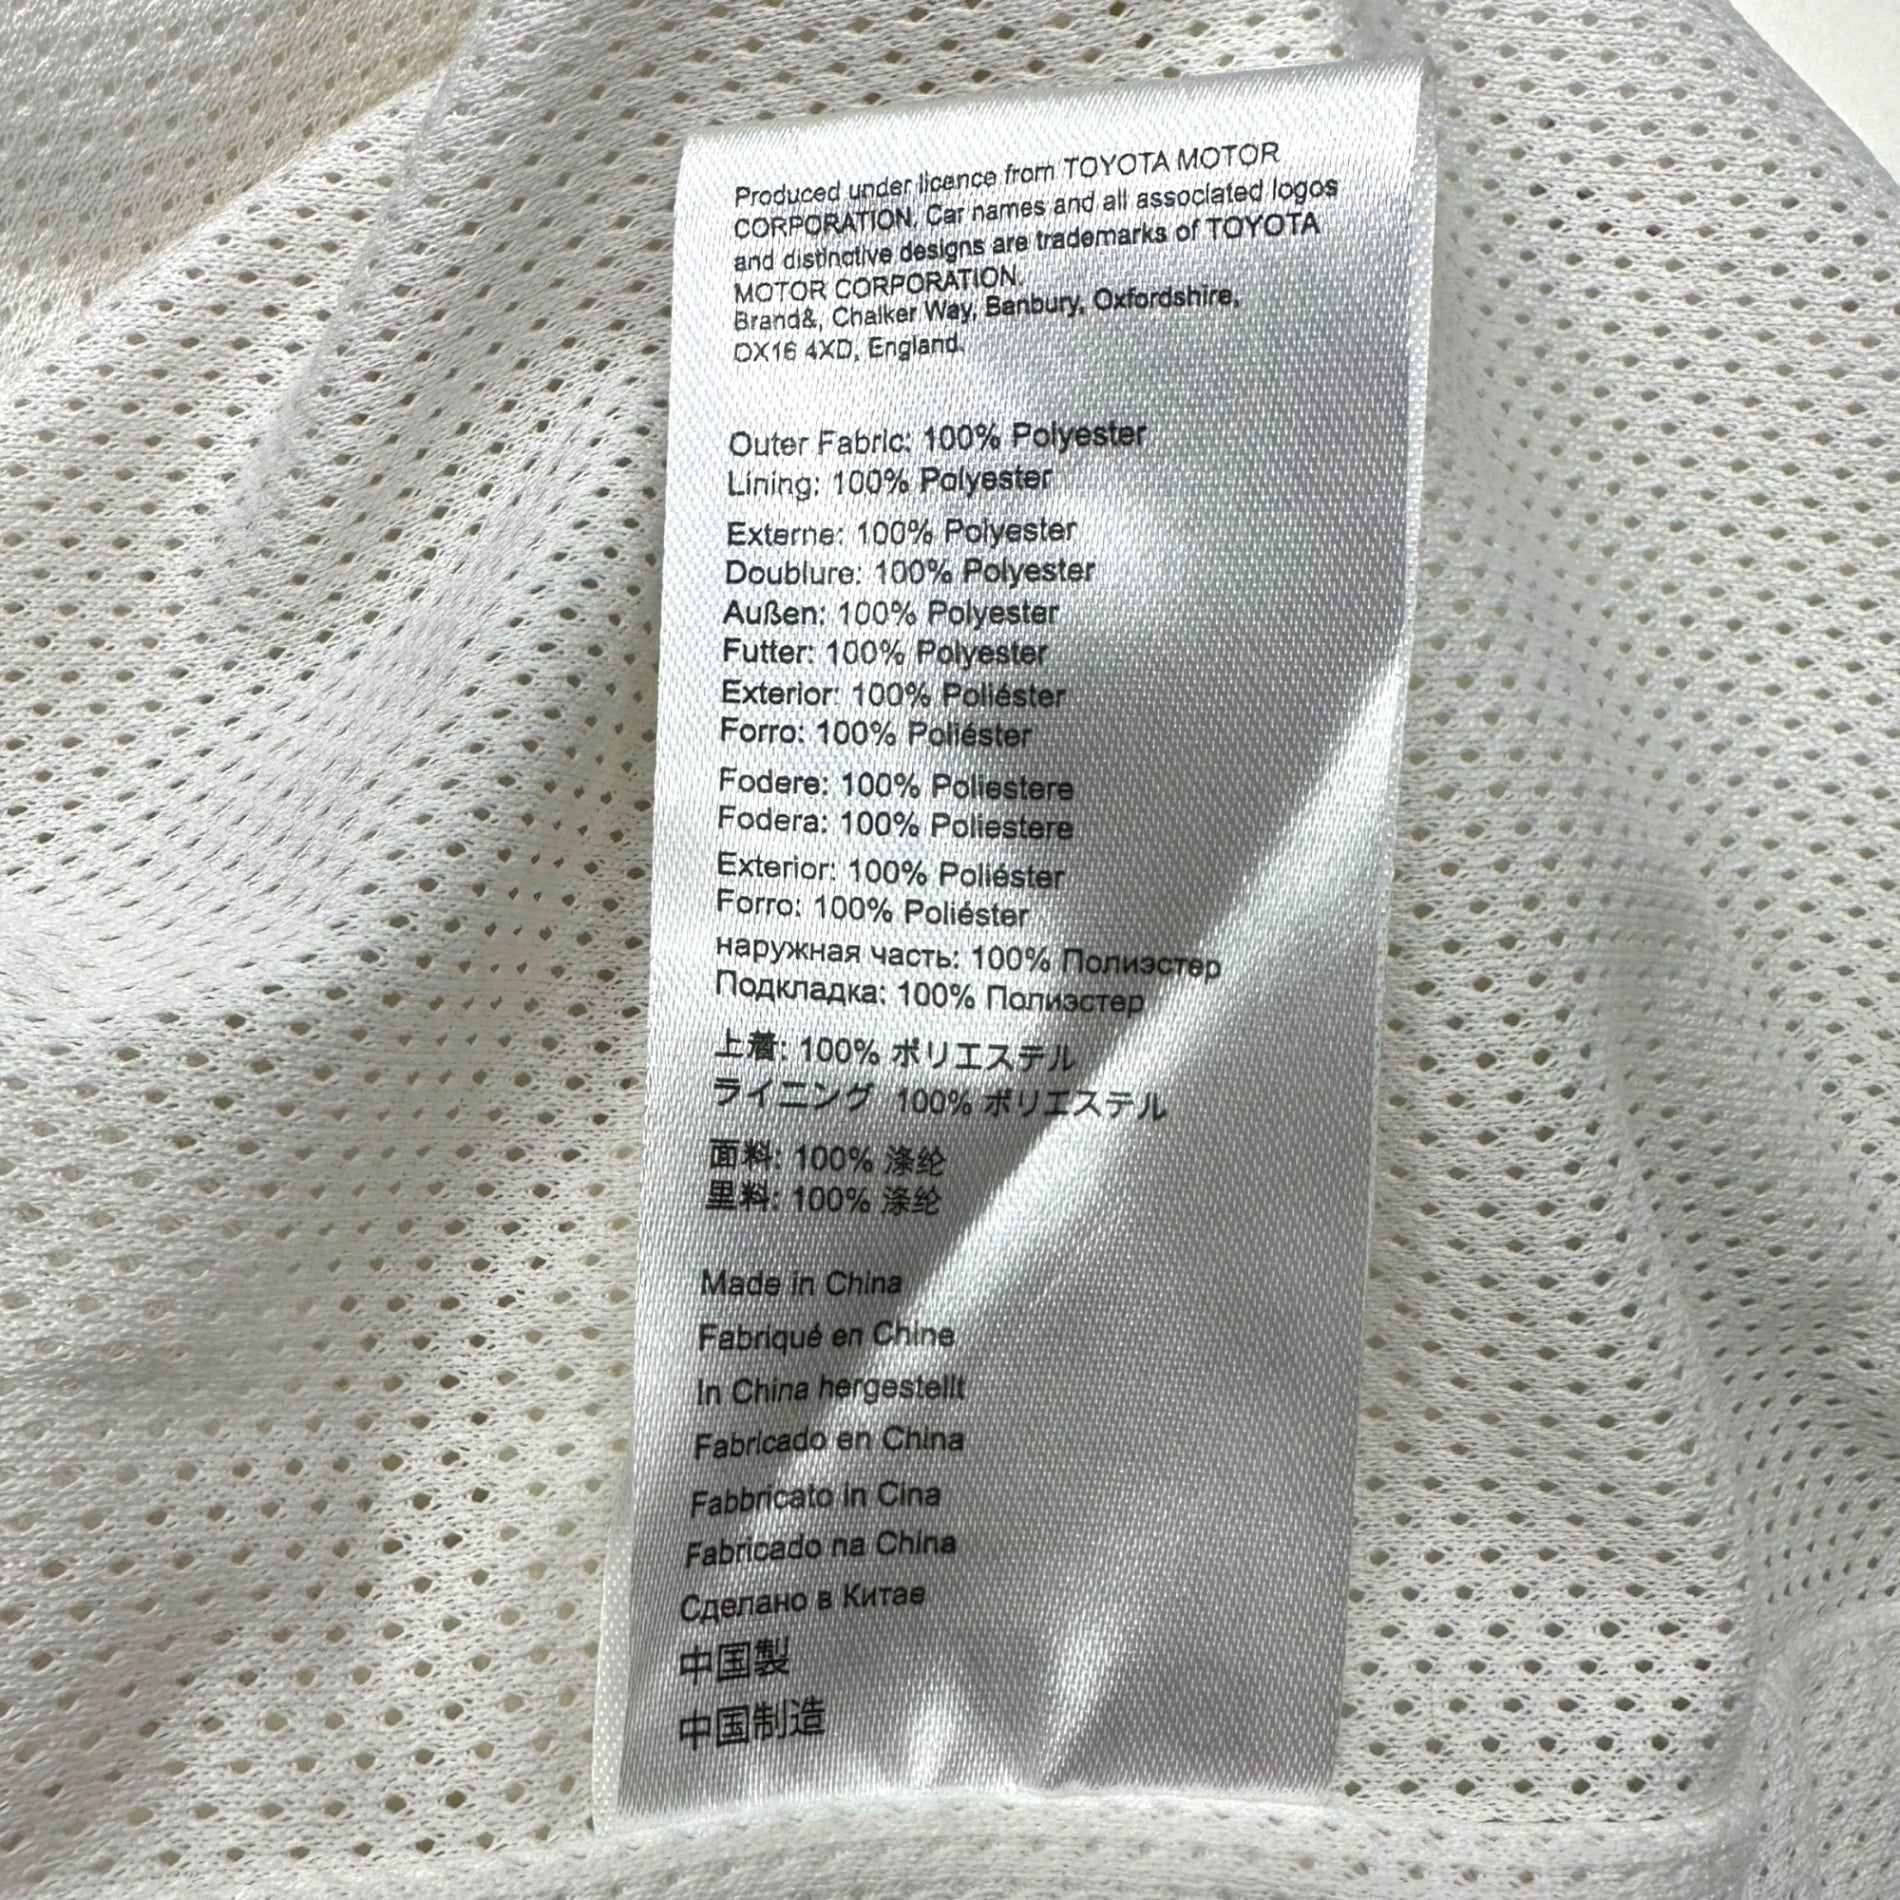 Produced under licence from TOYOTA MOTOR
CORPORATION. Car names and all associated logos
and distinctive designs are trademarks of TOYOTA
MOTOR CORPORATION.
Brand&, Chalker Way, Banbury, Oxfordshire,
OX16 4XD, England.
Outer Fabric: 100% Polyester
Lining: 100% Polyester
Externe: 100% Polyester
Doublure: 100% Polyester
Außen: 100% Polyester
Futter: 100% Polyester
Exterior: 100% Poliéster
Forro: 100% Poliéster
Fodere: 100% Poliestere
Fodera: 100% Poliestere
Exterior: 100% Poliéster
Forro: 100% Poliéster
наружная часть: 100% Полиэстер
Подкладка: 100% Полиэстер
上着: 100% ポリエステル
ライニング 100% ポリエステル
面料: 100% 涤纶
里料: 100% 涤纶
Made in China
Fabriqué en Chine
In China hergestellt
Fabricado en China
Fabbricato in Cina
Fabricado na China
Сделано в Китае
中国製
中国制造